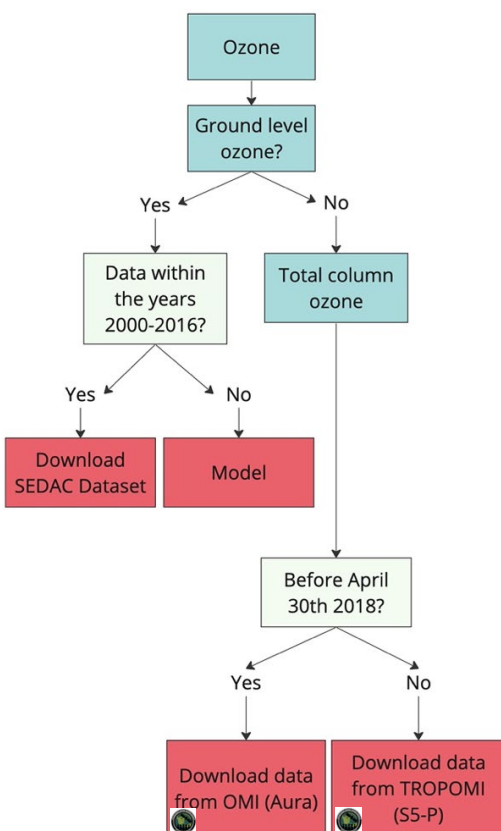 Ozone
Ground level
ozone?
Yes
No
Data within
the years
2000-2016?
Total column
ozone
Yes
No
Download
SEDAC Dataset
Model
Before April
30th 2018?
Yes
No
Download data
from OMI (Aura)
Download data
from TROPOMI
(S5-P)